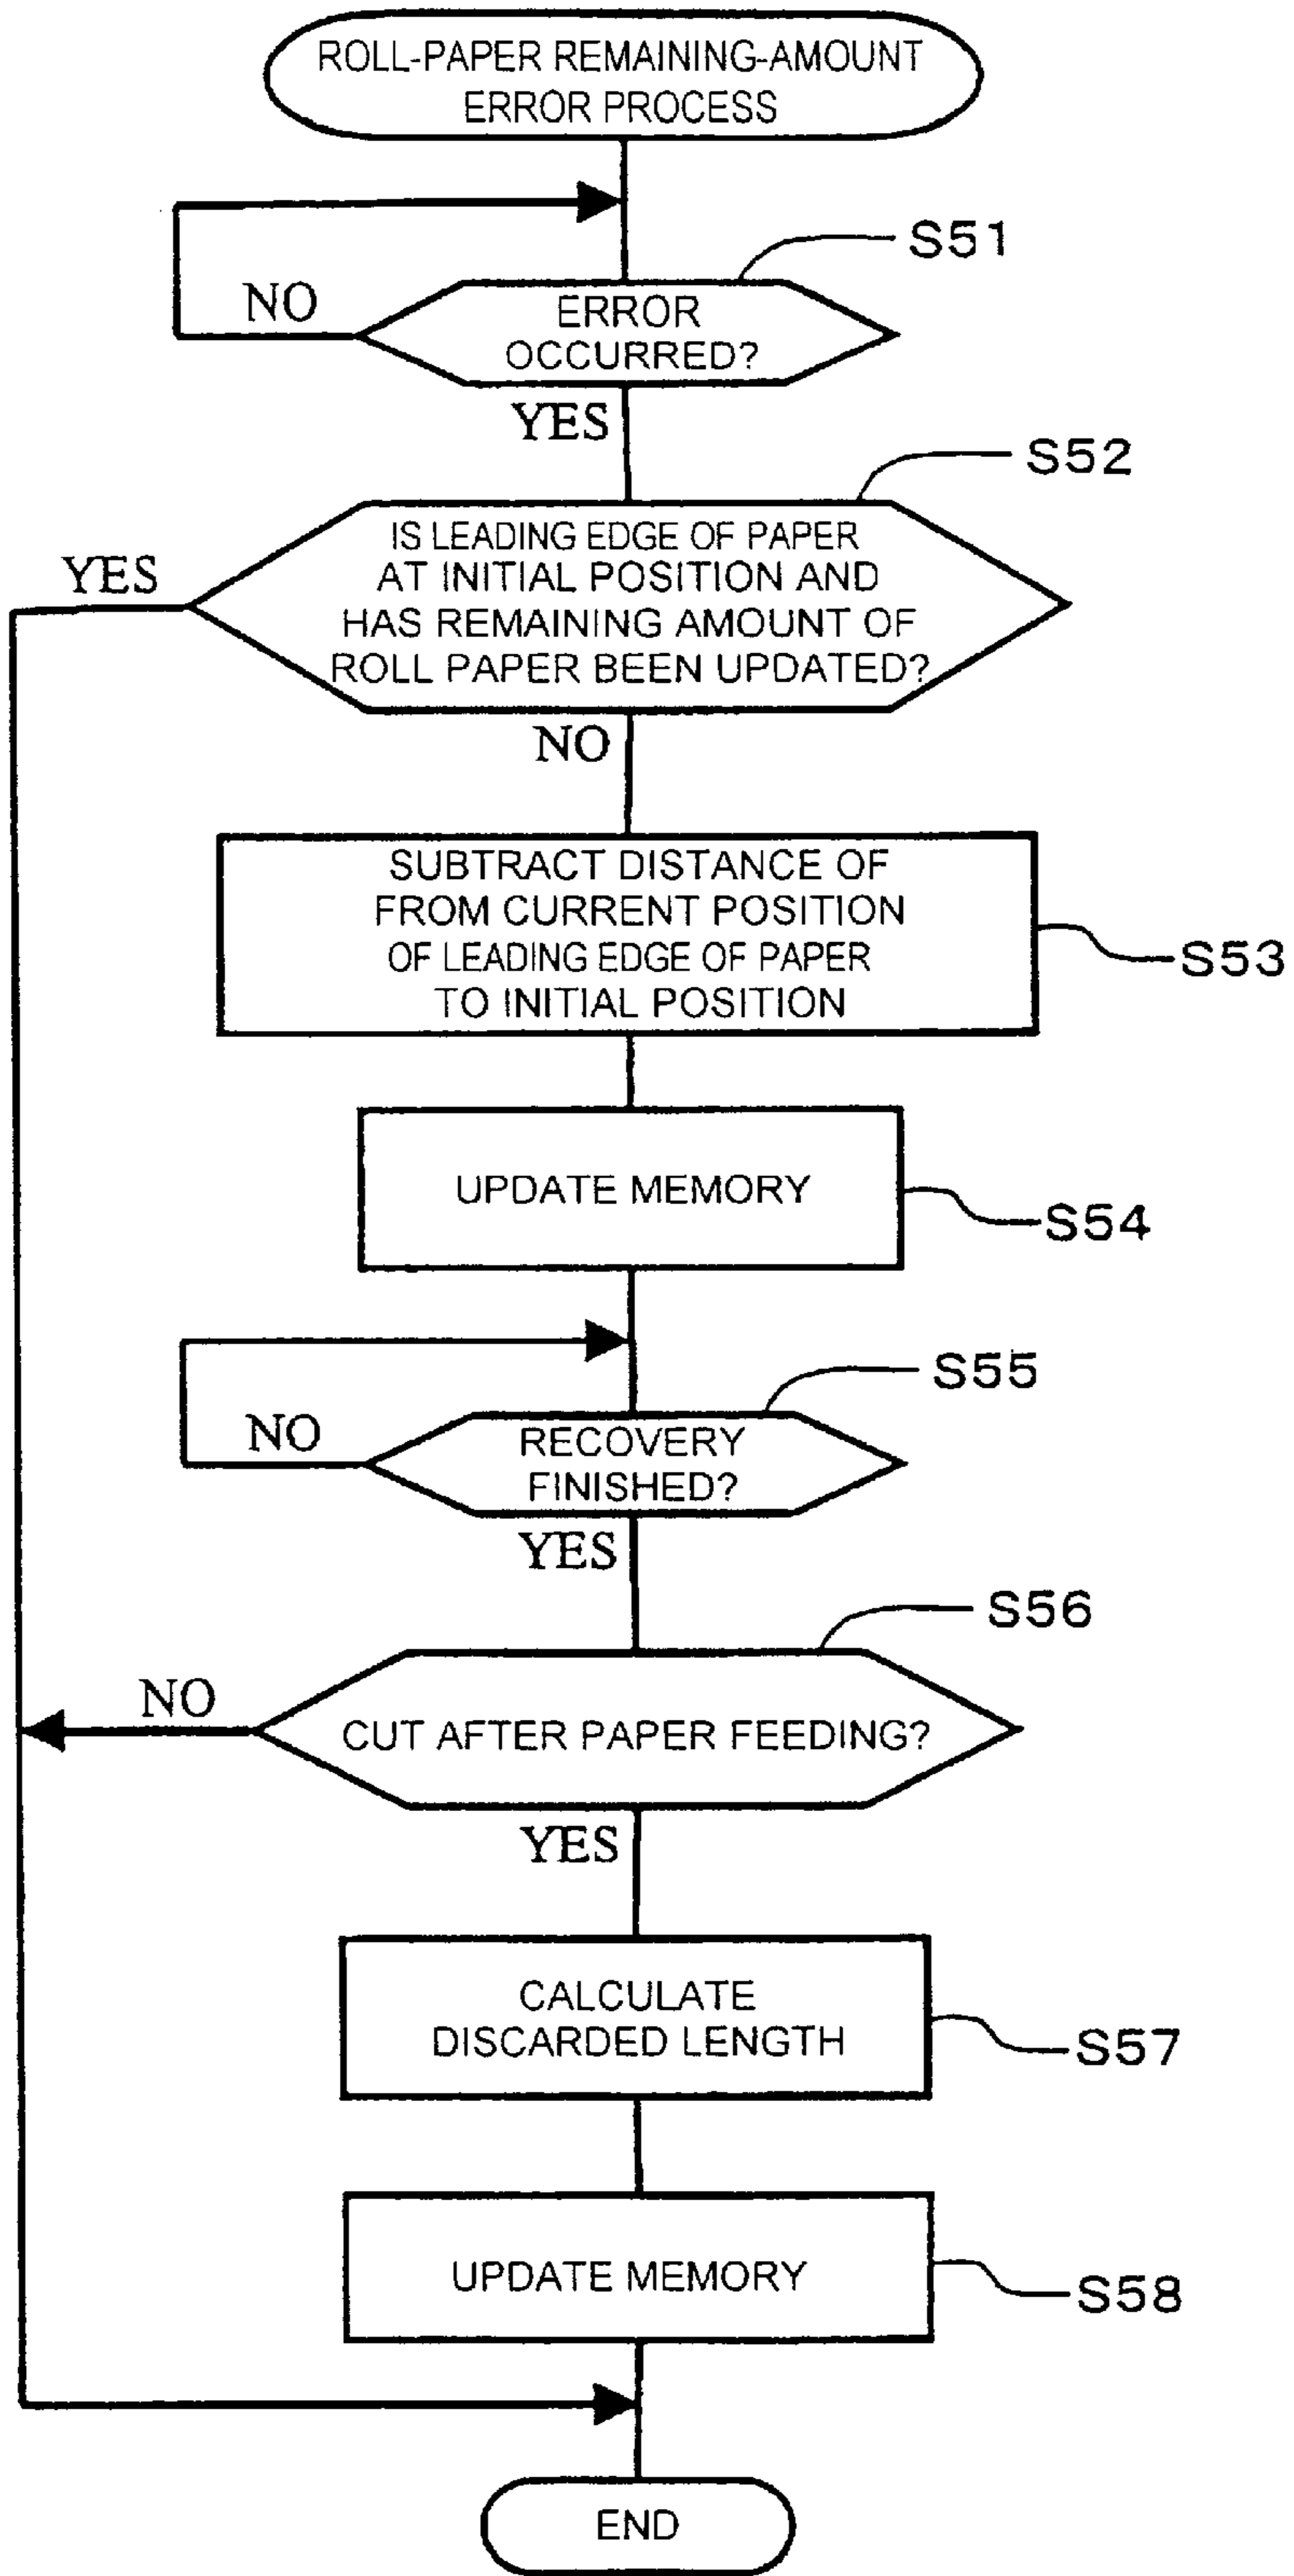 ROLL-PAPER REMAINING-AMOUNT
ERROR PROCESS
S51
NO
ERROR
OCCURRED?
YES
S52
YES
IS LEADING EDGE OF PAPER
AT INITIAL POSITION AND
HAS REMAINING AMOUNT OF
ROLL PAPER BEEN UPDATED?
NO
SUBTRACT DISTANCE OF
FROM CURRENT POSITION
OF LEADING EDGE OF PAPER
TO INITIAL POSITION
S53
UPDATE MEMORY
S54
S55
NO
RECOVERY
FINISHED?
YES
S56
NO
CUT AFTER PAPER FEEDING?
YES
CALCULATE
DISCARDED LENGTH
S57
UPDATE MEMORY
S58
END